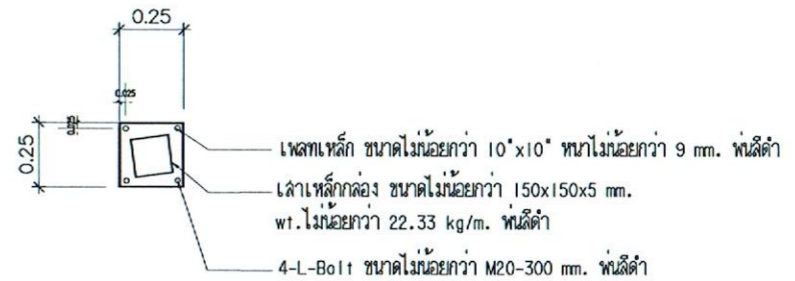 0.25
0.025
0.025
0.25
เพลทเหล็ก ขนาดไม่น้อยกว่า 10"x10" หนาไม่น้อยกว่า 9 mm. พ่นสีดำ
เสาเหล็กกล่อง ขนาดไม่น้อยกว่า 150x150x5 mm.
wt.ไม่น้อยกว่า 22.33 kg/m. พ่นสีดำ
4-L-Bolt ขนาดไม่น้อยกว่า M20-300 mm. พ่นสีดำ